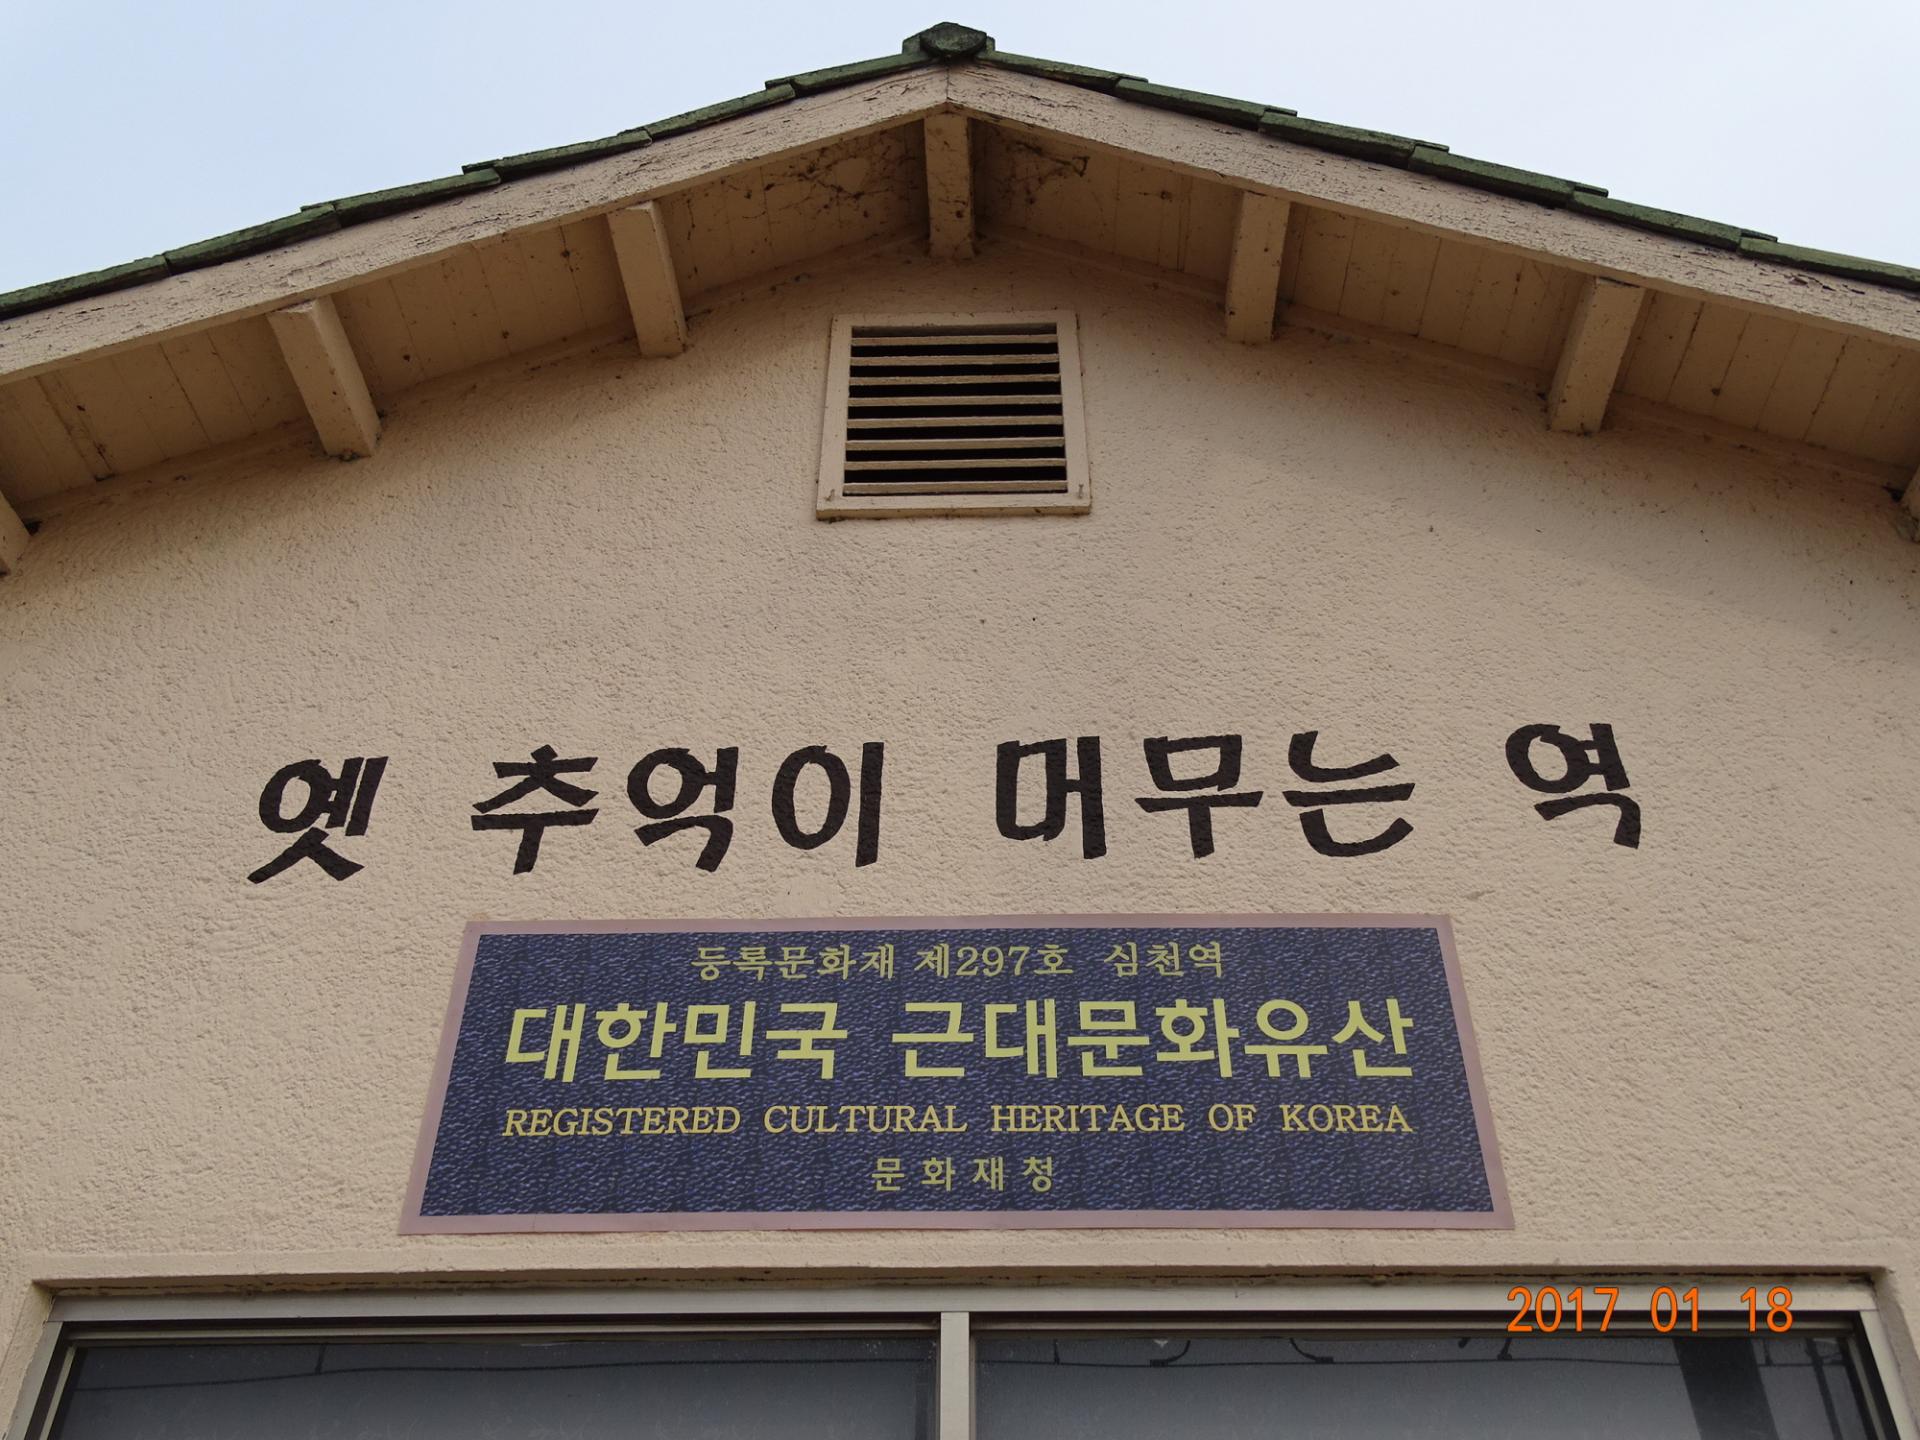 옛 추억이 머무는 역
등록문화재 제297호 심천역
대한민국 근대문화유산
REGISTERED CULTURAL HERITAGE OF KOREA
문화재청
2017 01 18